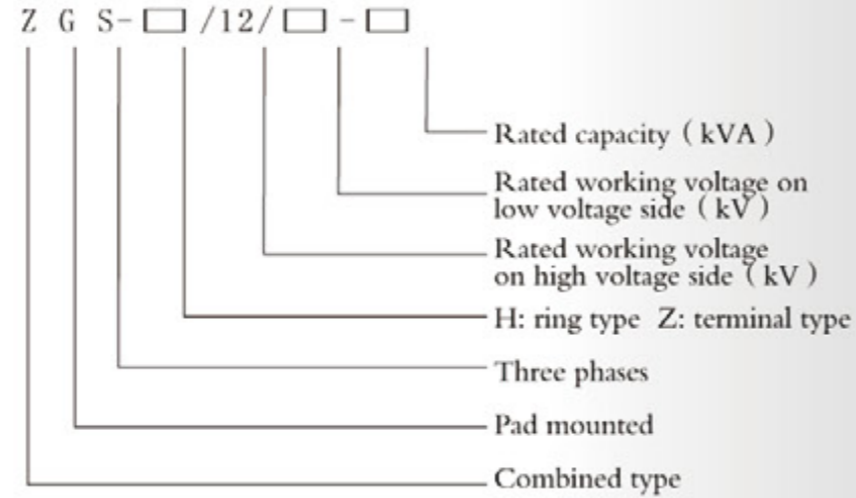 Z G S-□/12/□-□
Rated capacity ( kVA )
Rated working voltage on
low voltage side ( kV )
Rated working voltage
on high voltage side ( kV )
H: ring type Z: terminal type
Three phases
Pad mounted
Combined type